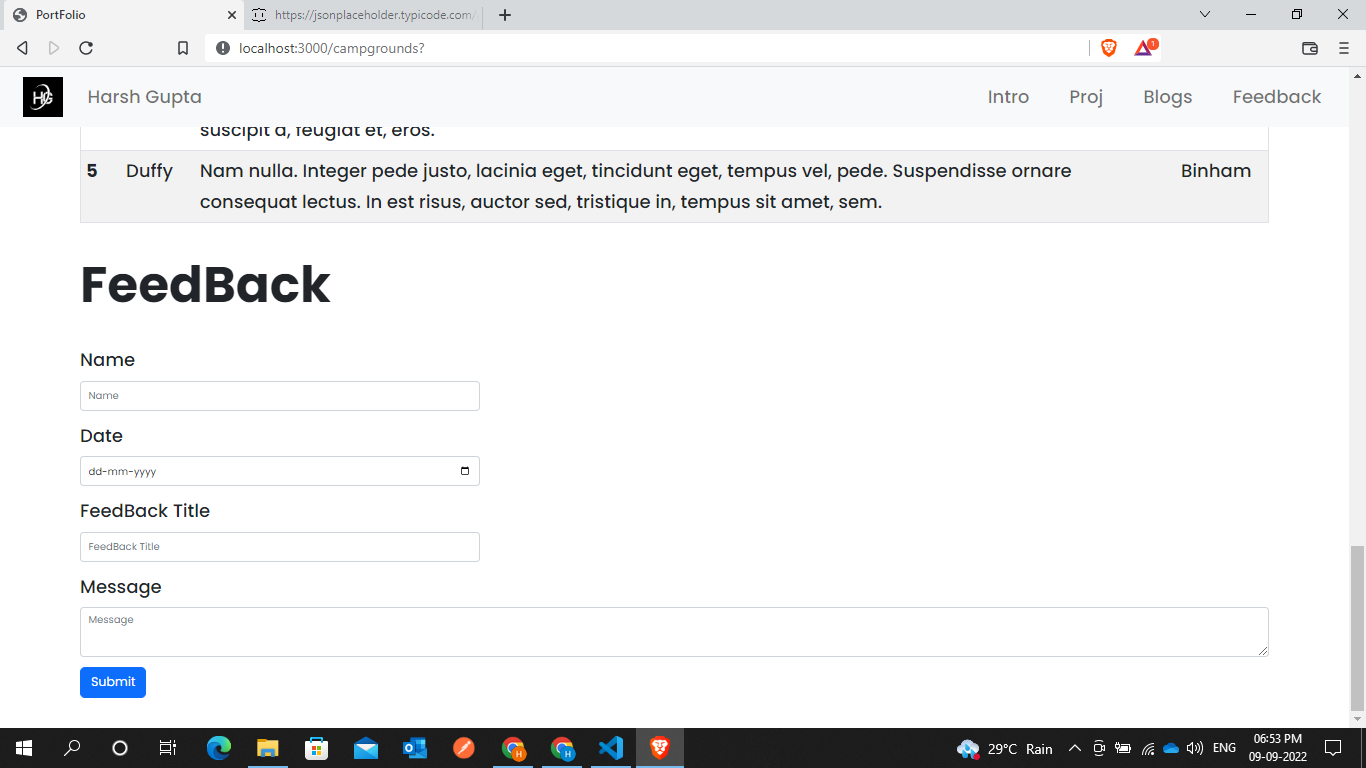 PortFolio
https://jsonplaceholder.typicode.com/
localhost:3000/campgrounds?
1
HG
Harsh Gupta
Intro
Proj
Blogs
Feedback
suscipit a, feugiat et, eros.
5 Duffy Nam nulla. Integer pede justo, lacinia eget, tincidunt eget, tempus vel, pede. Suspendisse ornare Binham
consequat lectus. In est risus, auctor sed, tristique in, tempus sit amet, sem.
FeedBack
Name
Name
Date
dd-mm-yyyy
FeedBack Title
FeedBack Title
Message
Message
Submit
H
H
29°C Rain
ENG
06:53 PM
09-09-2022